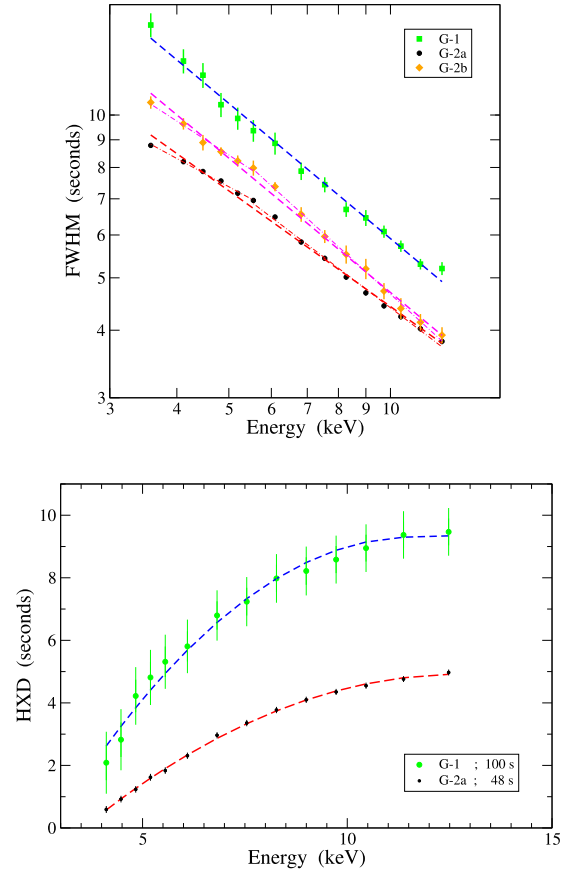 G-1
G-2a
G-2b
10
9
8
7
6
5
4
3
FWHM (seconds)
3 4 5 6 7 8 9 10
Energy (keV)
10
8
6
4
2
0
HXD (seconds)
G-1 ; 100 s
G-2a ; 48 s
5 10 15
Energy (keV)